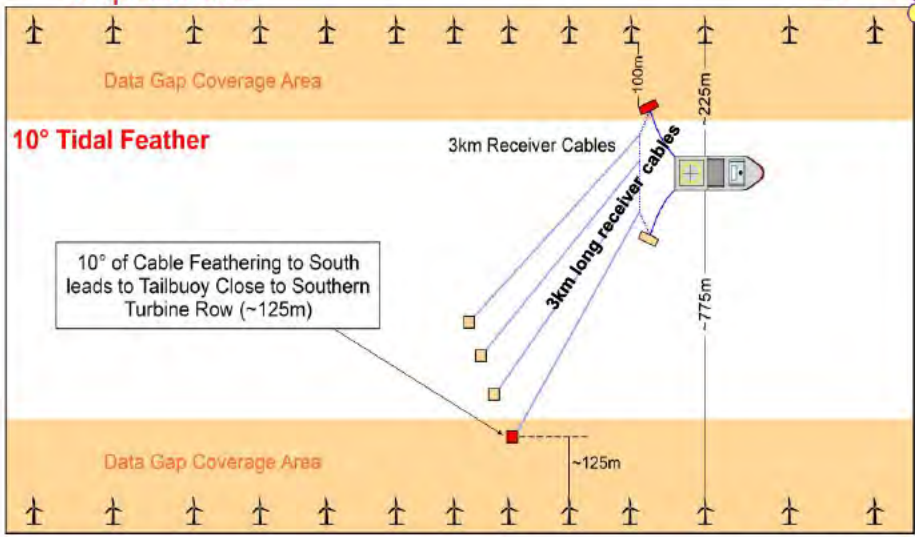 Data Gap Coverage Area
100m
~225m
10° Tidal Feather
3km Receiver Cables
3km long receiver cables
10° of Cable Feathering to South
leads to Tailbuoy Close to Southern
Turbine Row (~125m)
~775m
Data Gap Coverage Area
~125m